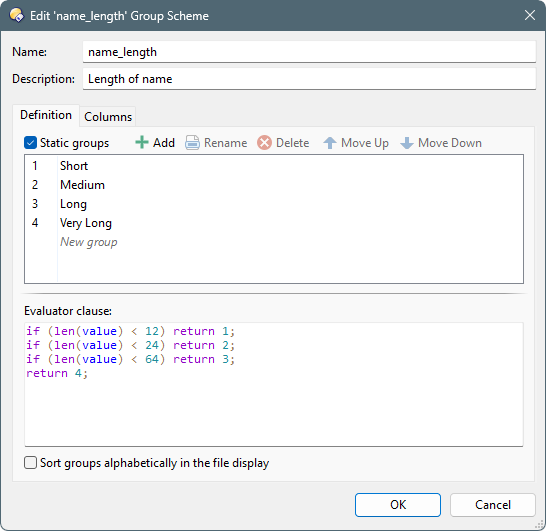 Edit 'name_length' Group Scheme
Name: name_length
Description: Length of name
Definition Columns
Static groups Add Rename Delete Move Up Move Down
1 Short
2 Medium
3 Long
4 Very Long
New group
Evaluator clause:
if (len(value) < 12) return 1;
if (len(value) < 24) return 2;
if (len(value) < 64) return 3;
return 4;
Sort groups alphabetically in the file display
OK Cancel